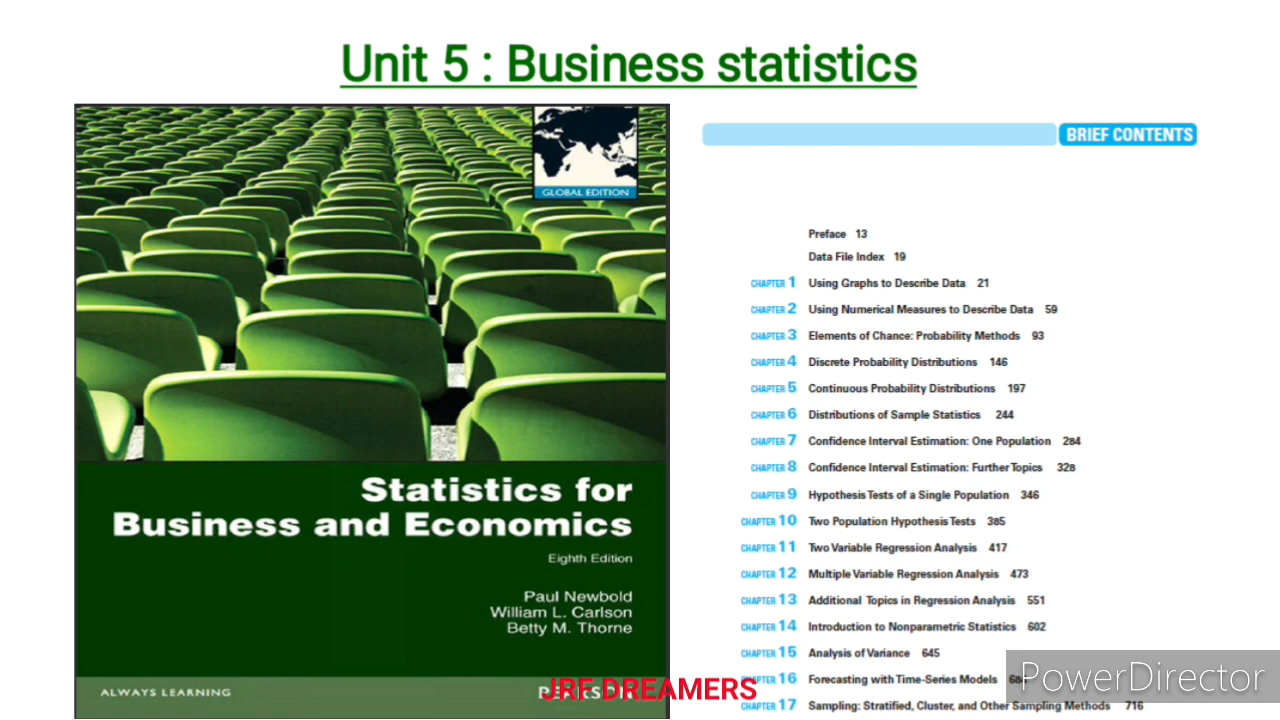 Unit 5 : Business statistics
GLOBAL EDITION
Statistics for
Business and Economics
Eighth Edition
Paul Newbold
William L. Carlson
Betty M. Thorne
ALWAYS LEARNING
JRF DREAMERS
BRIEF CONTENTS
Preface 13
Data File Index 19
CHAPTER 1 Using Graphs to Describe Data 21
CHAPTER 2 Using Numerical Measures to Describe Data 59
CHAPTER 3 Elements of Chance: Probability Methods 93
CHAPTER 4 Discrete Probability Distributions 146
CHAPTER 5 Continuous Probability Distributions 197
CHAPTER 6 Distributions of Sample Statistics 244
CHAPTER 7 Confidence Interval Estimation: One Population 284
CHAPTER 8 Confidence Interval Estimation: Further Topics 328
CHAPTER 9 Hypothesis Tests of a Single Population 346
CHAPTER 10 Two Population Hypothesis Tests 385
CHAPTER 11 Two Variable Regression Analysis 417
CHAPTER 12 Multiple Variable Regression Analysis 473
CHAPTER 13 Additional Topics in Regression Analysis 551
CHAPTER 14 Introduction to Nonparametric Statistics 602
CHAPTER 15 Analysis of Variance 645
CHAPTER 16 Forecasting with Time-Series Models
CHAPTER 17 Sampling: Stratified, Cluster, and Other Sampling Methods 716
PowerDirector